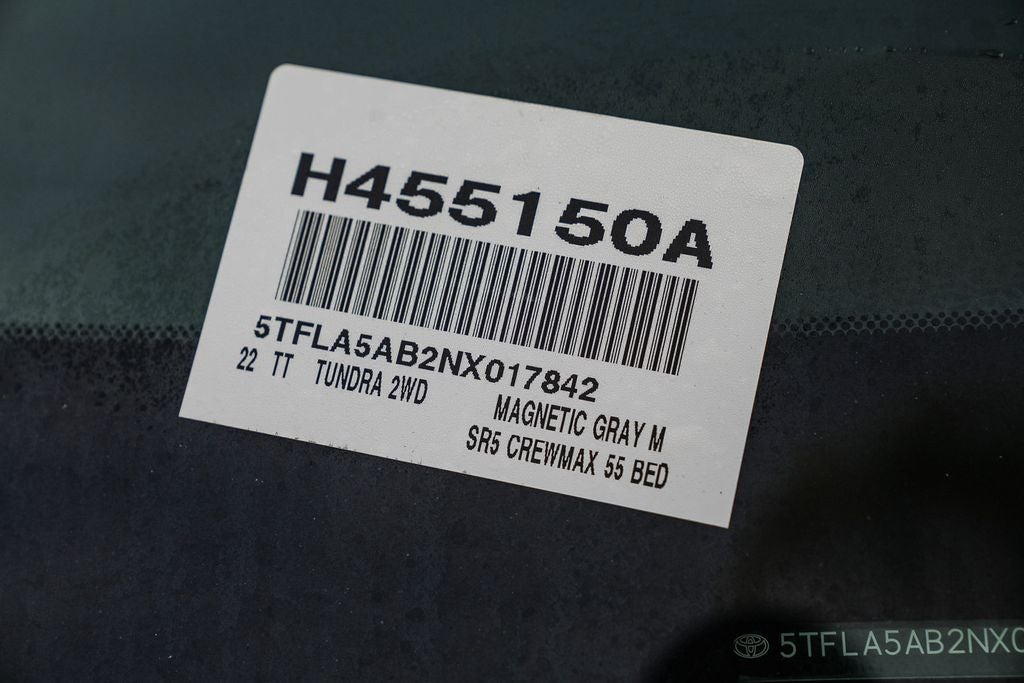 H455150A
5TFLA5AB2NX017842
22 TT TUNDRA 2WD
MAGNETIC GRAY M
SR5 CREWMAX 55 BED
5TFLA5AB2NX0